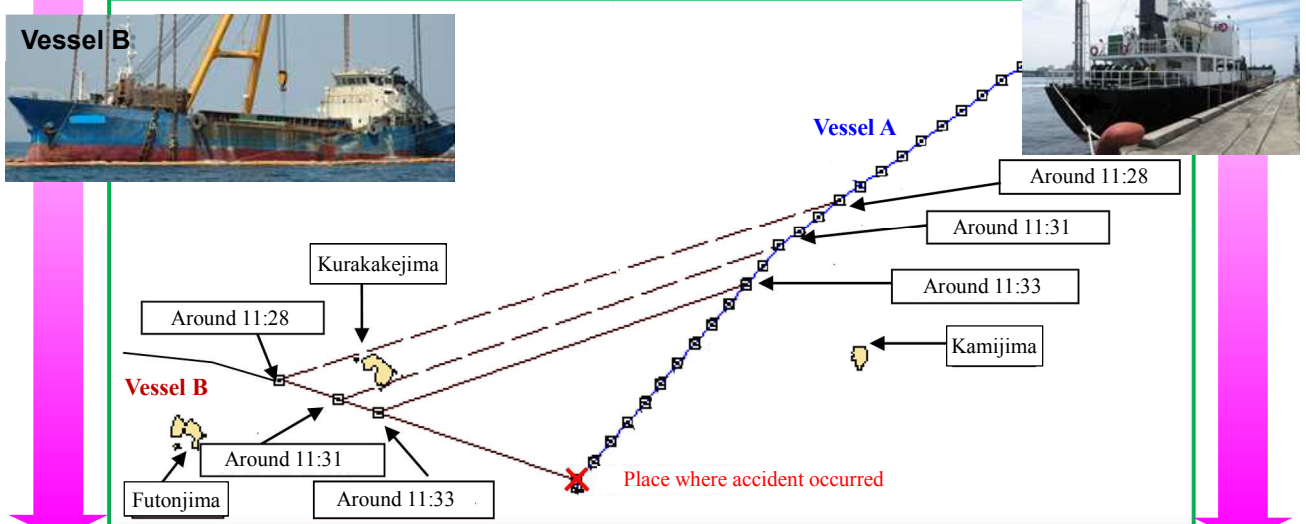 Vessel B
Vessel A
Around 11:28
Around 11:31
Kurakakejima
Around 11:33
Around 11:28
Kamijima
Vessel B
Around 11:31
Place where accident occurred
Futonjima
Around 11:33